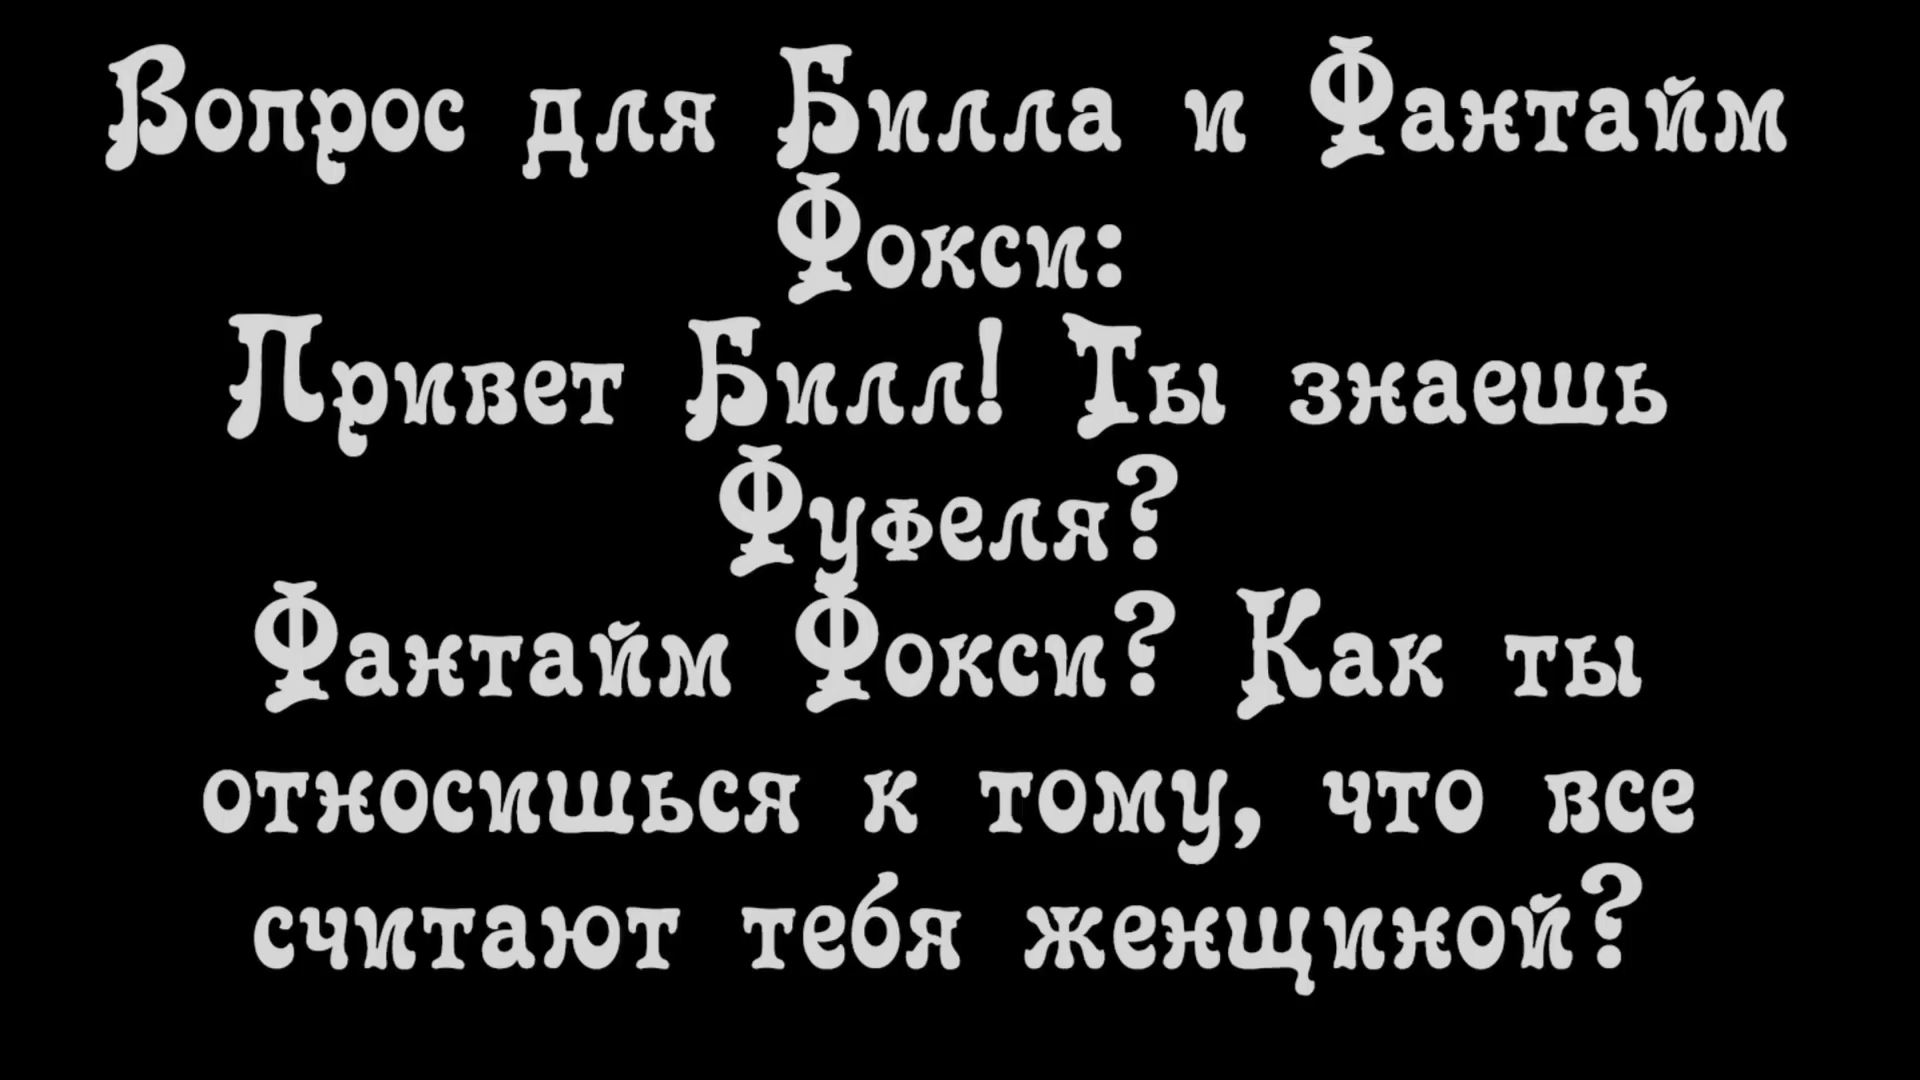 Вопрос для Билла и Фантайм
Фокси:
Привет Билл! Ты знаешь
Фуфеля?
Фантайм Фокси? Как ты
относишься к тому, что все
считают тебя женщиной?